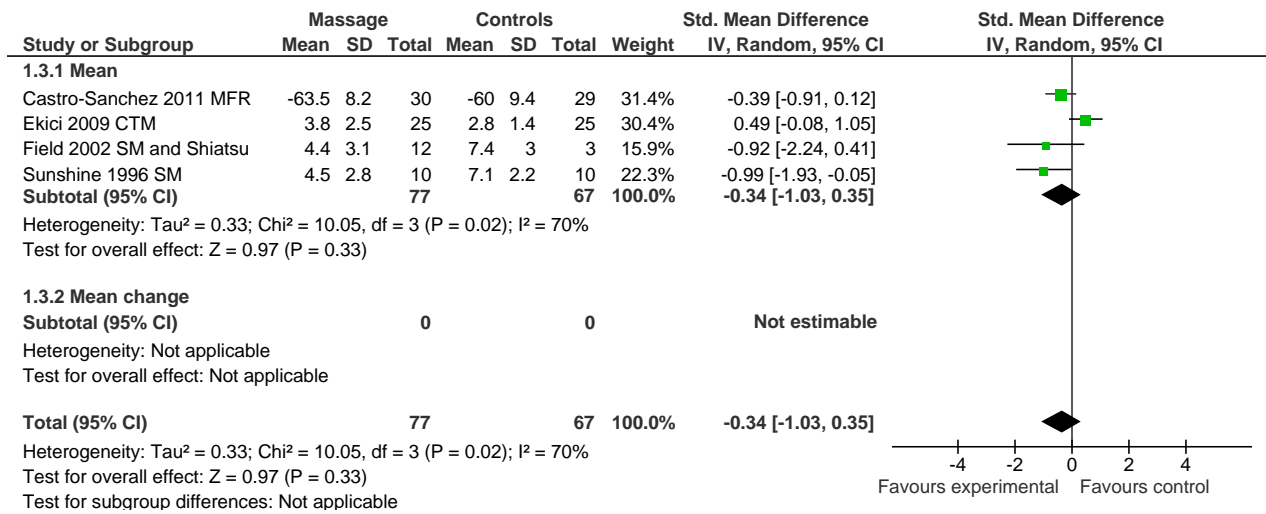 Massage Controls Std. Mean Difference Std. Mean Difference
Study or Subgroup Mean SD Total Mean SD Total Weight IV, Random, 95% CI IV, Random, 95% CI
1.3.1 Mean
Castro-Sanchez 2011 MFR -63.5 8.2 30 -60 9.4 29 31.4% -0.39 [-0.91, 0.12]
Ekici 2009 CTM 3.8 2.5 25 2.8 1.4 25 30.4% 0.49 [-0.08, 1.05]
Field 2002 SM and Shiatsu 4.4 3.1 12 7.4 3 3 15.9% -0.92 [-2.24, 0.41]
Sunshine 1996 SM 4.5 2.8 10 7.1 2.2 10 22.3% -0.99 [-1.93, -0.05]
Subtotal (95% CI) 77 67 100.0% -0.34 [-1.03, 0.35]
Heterogeneity: Tau² = 0.33; Chi² = 10.05, df = 3 (P = 0.02); I² = 70%
Test for overall effect: Z = 0.97 (P = 0.33)
1.3.2 Mean change
Subtotal (95% CI) 0 0 Not estimable
Heterogeneity: Not applicable
Test for overall effect: Not applicable
Total (95% CI) 77 67 100.0% -0.34 [-1.03, 0.35]
Heterogeneity: Tau² = 0.33; Chi² = 10.05, df = 3 (P = 0.02); I² = 70%
Test for overall effect: Z = 0.97 (P = 0.33)
Test for subgroup differences: Not applicable
-4 -2 0 2 4
Favours experimental Favours control